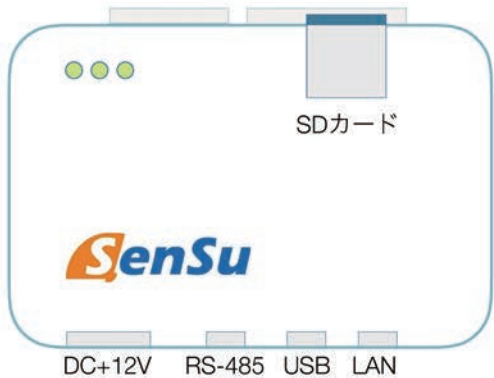 SDカード
SenSu
DC+12V RS-485 USB LAN